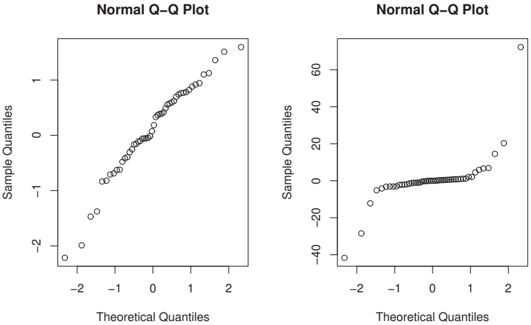 Normal Q−Q Plot
Sample Quantiles
1
0
−1
−2
−2 −1 0 1 2
Theoretical Quantiles
Normal Q−Q Plot
Sample Quantiles
60
40
20
0
−20
−40
−2 −1 0 1 2
Theoretical Quantiles